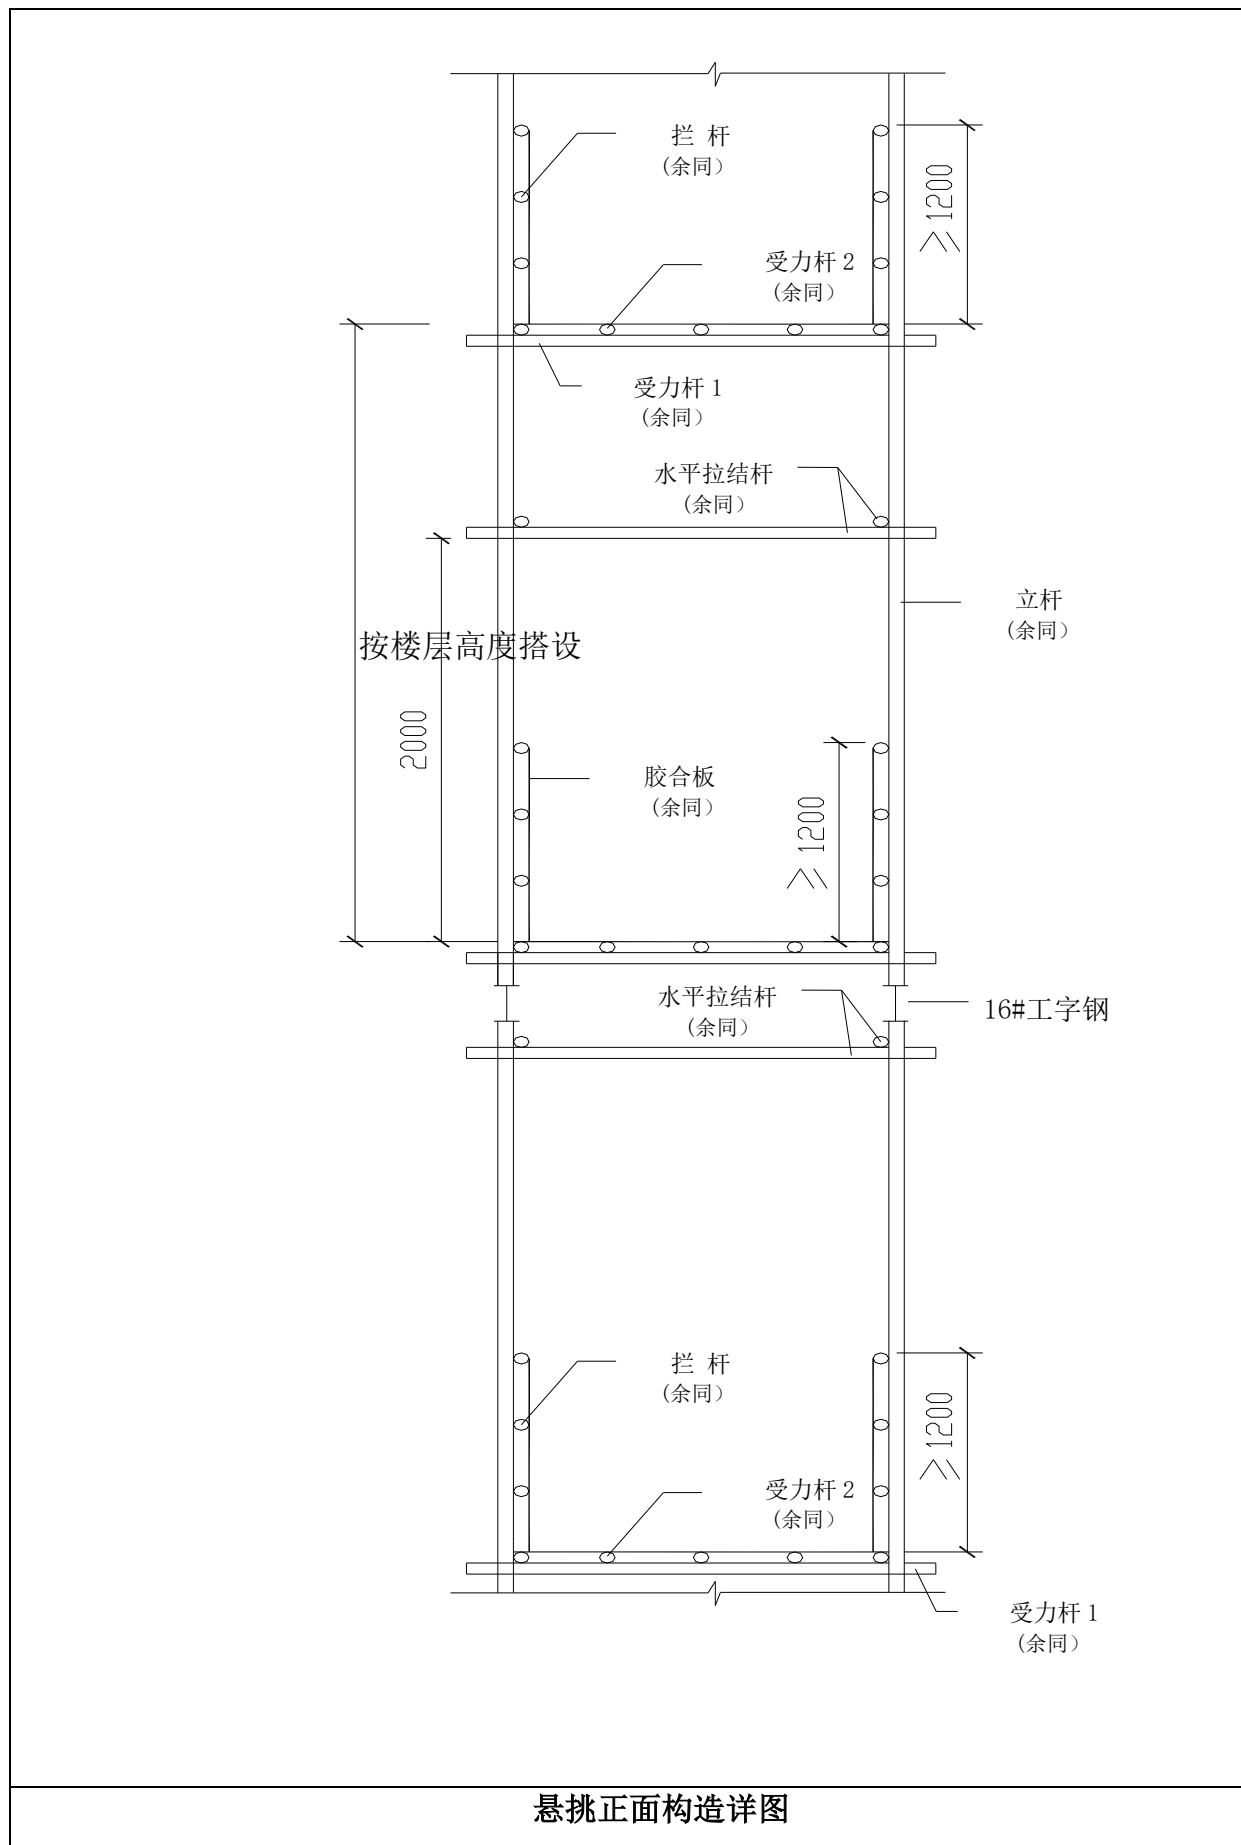 拦 杆
(余同）
≥1200
受力杆 2
(余同）
受力杆 1
(余同）
水平拉结杆
(余同）
立杆
(余同）
按楼层高度搭设
2000
胶合板
(余同）
≥1200
水平拉结杆
(余同）
16#工字钢
拦 杆
(余同）
≥1200
受力杆 2
(余同）
受力杆 1
(余同）
悬挑正面构造详图